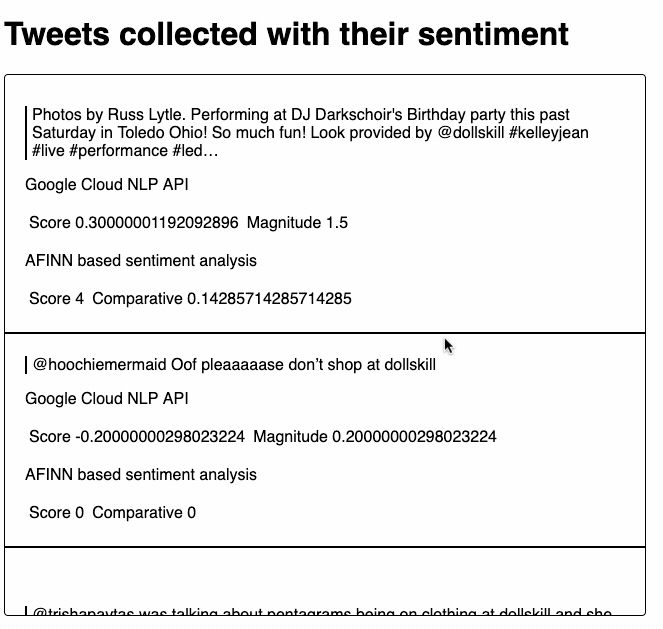 Tweets collected with their sentiment
Photos by Russ Lytle. Performing at DJ Darkschoir's Birthday party this past
Saturday in Toledo Ohio! So much fun! Look provided by @dollskill #kelleyjean
#live #performance #led…
Google Cloud NLP API
Score 0.30000001192092896 Magnitude 1.5
AFINN based sentiment analysis
Score 4 Comparative 0.14285714285714285
@hoochiemermaid Oof pleaaaaase don’t shop at dollskill
Google Cloud NLP API
Score -0.20000000298023224 Magnitude 0.20000000298023224
AFINN based sentiment analysis
Score 0 Comparative 0
@trishapaytas was talking about pentagrams being on clothing at dollskill and she